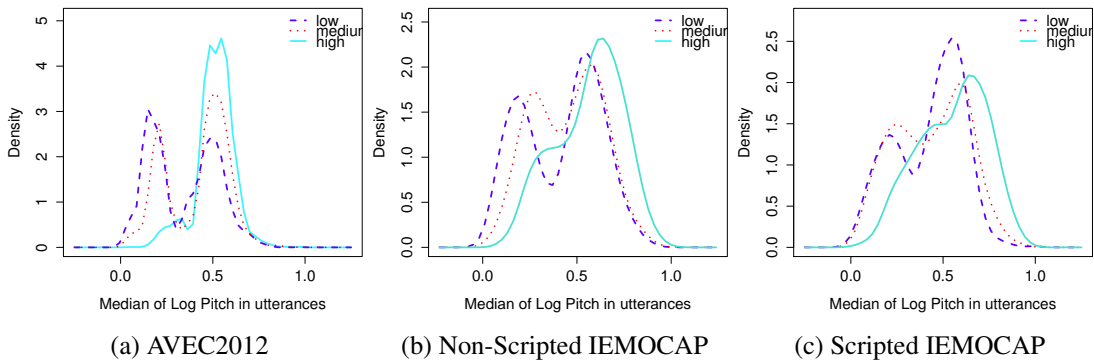 low
medium
high
Density
0 1 2 3 4 5
0.0 0.5 1.0
Median of Log Pitch in utterances
(a) AVEC2012
low
medium
high
Density
0.0 0.5 1.0 1.5 2.0 2.5
0.0 0.5 1.0
Median of Log Pitch in utterances
(b) Non-Scripted IEMOCAP
low
medium
high
Density
0.0 0.5 1.0 1.5 2.0 2.5
0.0 0.5 1.0
Median of Log Pitch in utterances
(c) Scripted IEMOCAP